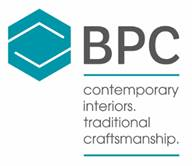 BPC
contemporary
interiors.
traditional
craftsmanship.